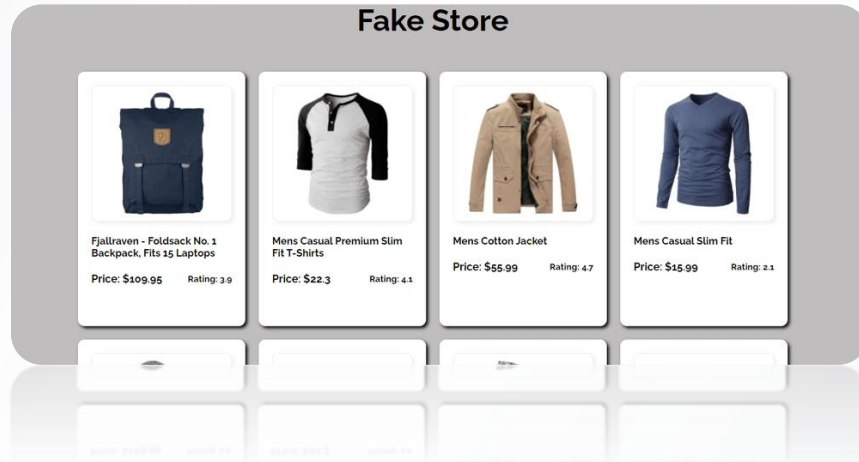 Fake Store
Fjallraven - Foldsack No. 1
Backpack, Fits 15 Laptops
Price: $109.95 Rating: 3.9
Mens Casual Premium Slim
Fit T-Shirts
Price: $22.3 Rating: 4.1
Mens Cotton Jacket
Price: $55.99 Rating: 4.7
Mens Casual Slim Fit
Price: $15.99 Rating: 2.1